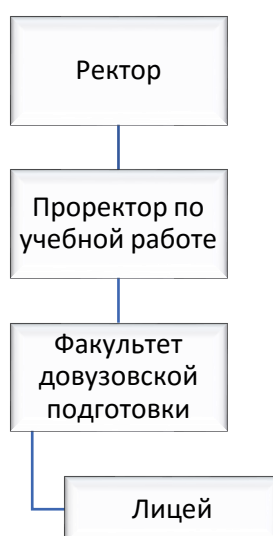 Ректор
Проректор по
учебной работе
Факультет
довузовской
подготовки
Лицей